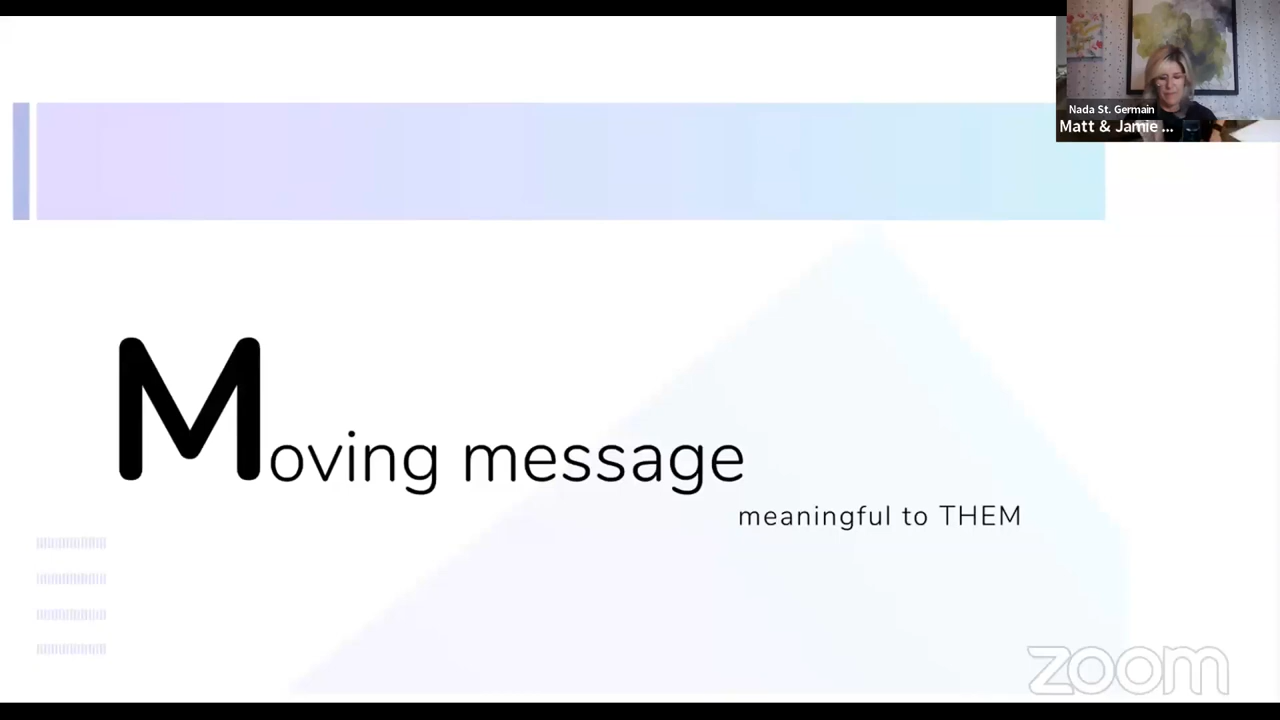 Nada St. Germain
Matt & Jamie ...
Moving message
meaningful to THEM
zoom